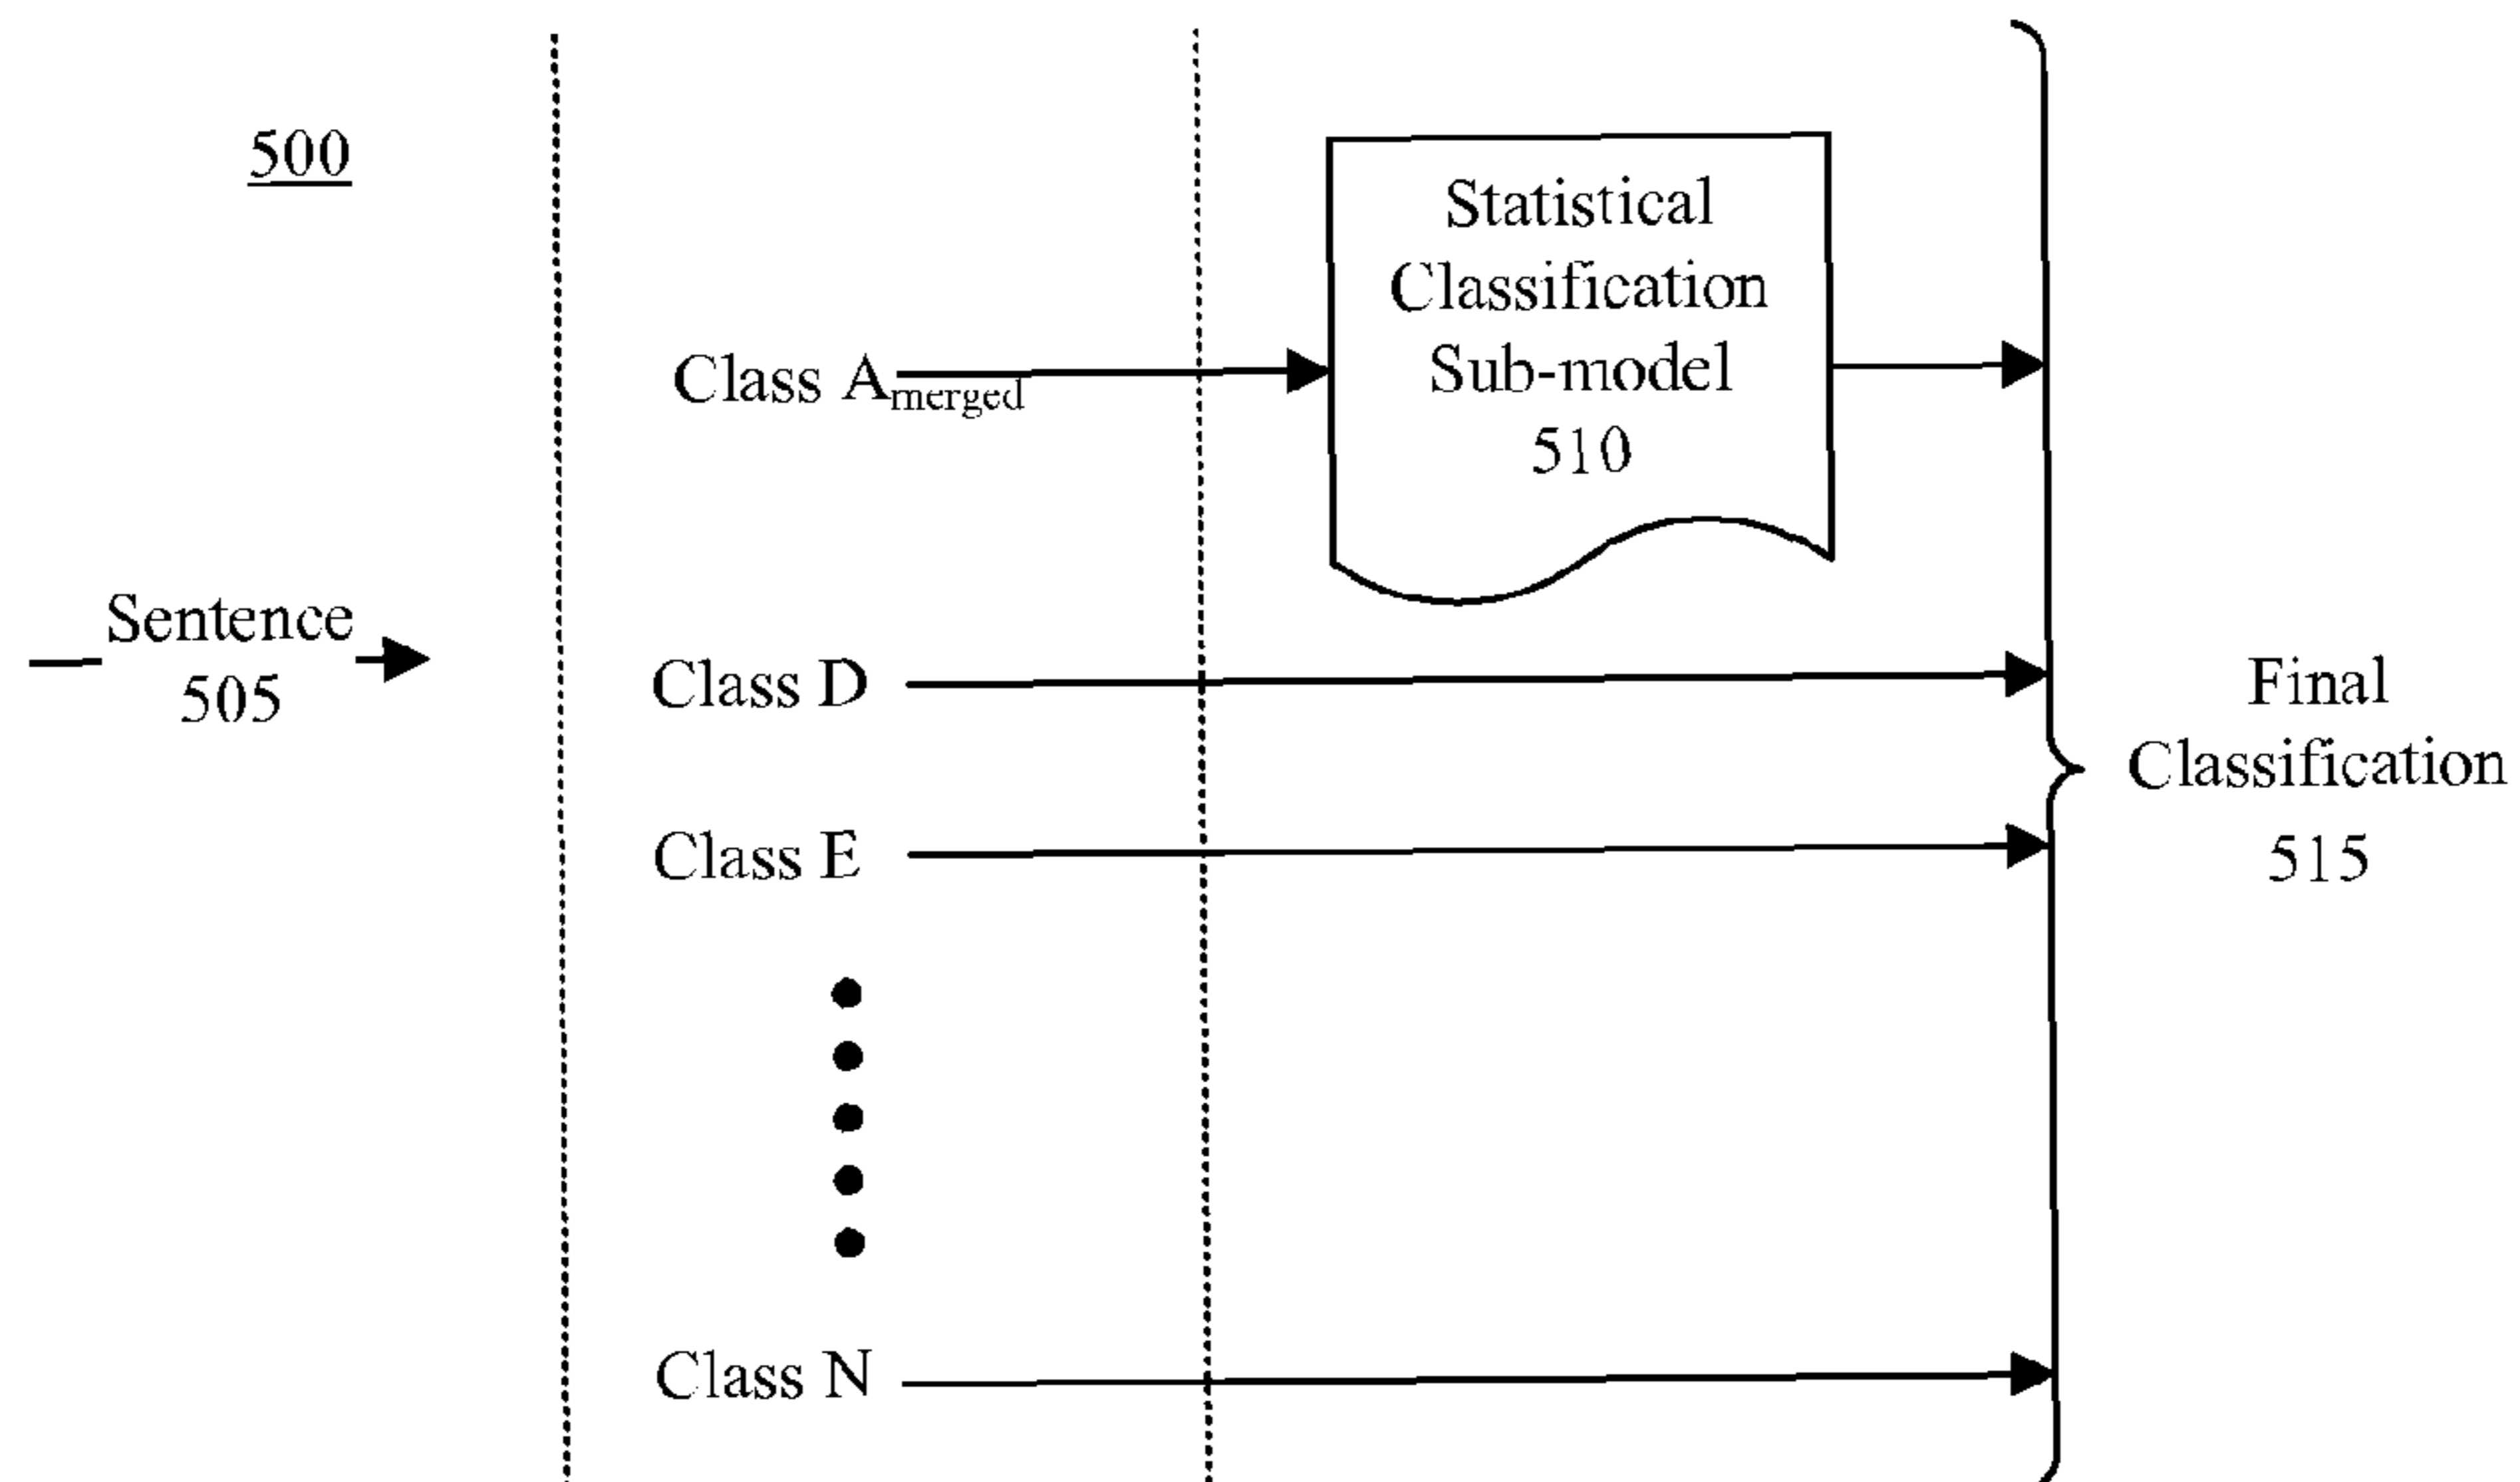 500
Sentence
505
Class Amerged
Statistical
Classification
Sub-model
510
Class D
Class E
Class N
Final
Classification
515